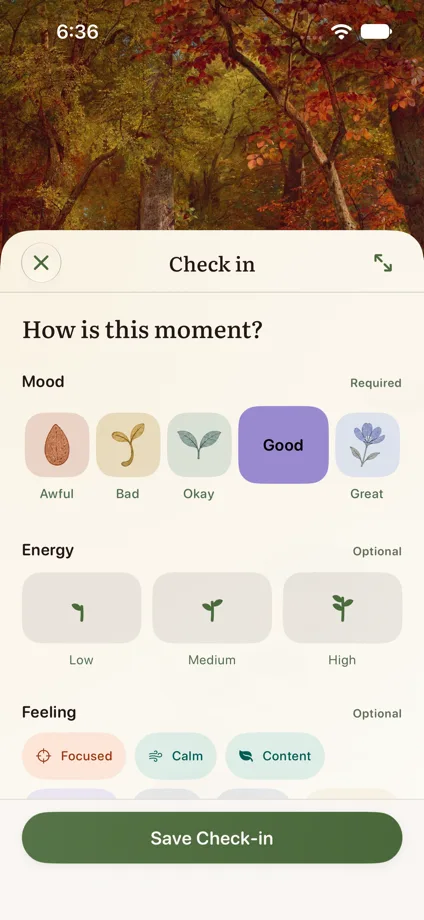 6:36
Check in
How is this moment?
Mood
Required
Good
Awful
Bad
Okay
Great
Energy
Optional
Low
Medium
High
Feeling
Optional
Focused
Calm
Content
Save Check-in